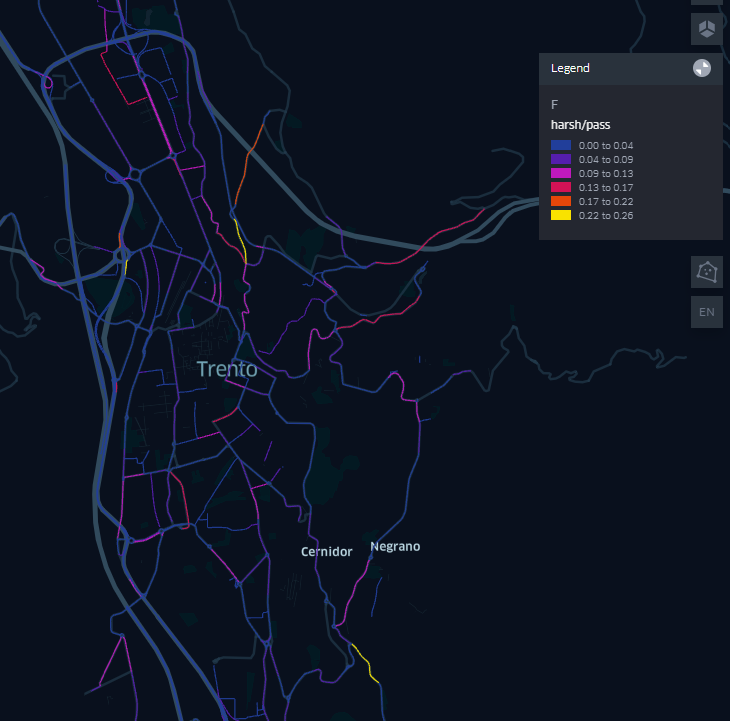 Legend
F
harsh/pass
0.00 to 0.04
0.04 to 0.09
0.09 to 0.13
0.13 to 0.17
0.17 to 0.22
0.22 to 0.26
EN
Trento
Cernidor
Negrano